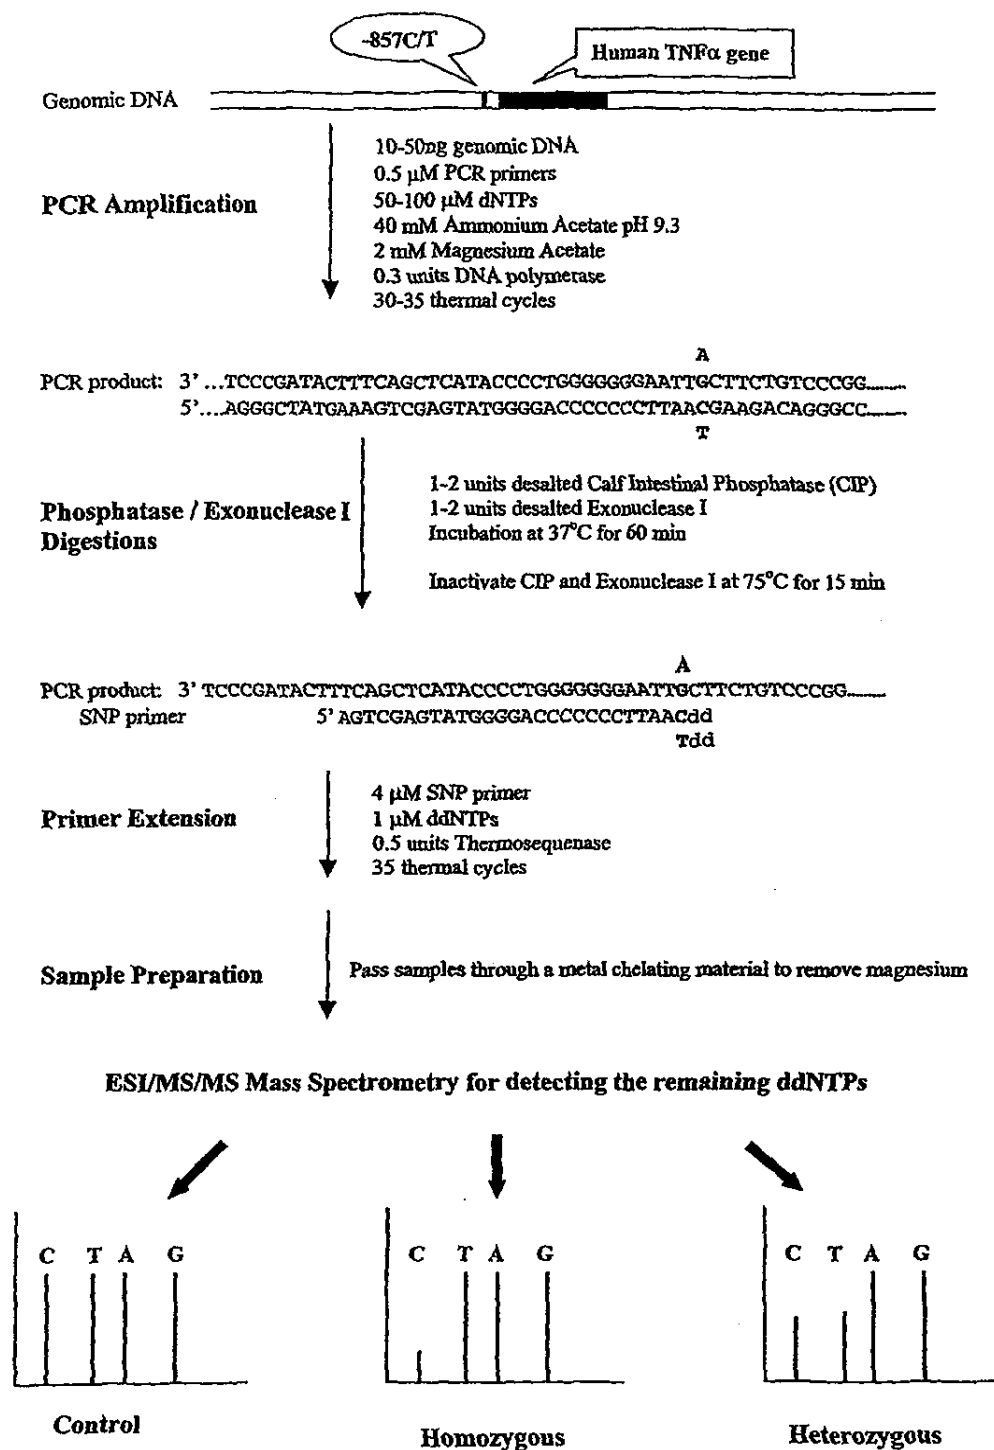 -857C/T
Human TNFα gene
Genomic DNA
10-50ng genomic DNA
0.5 µM PCR primers
50-100 µM dNTPs
40 mM Ammonium Acetate pH 9.3
2 mM Magnesium Acetate
0.3 units DNA polymerase
30-35 thermal cycles
PCR Amplification
A
PCR product: 3' ...TCCCGATACTTTCAGCTCATACCCCTGGGGGGGAATTGCTTCTGTCCCGG........
5'....AGGGCTATGAAAGTCGAGTATGGGGACCCCCCCTTAACGAAGACAGGGCC........
T
1-2 units desalted Calf Intestinal Phosphatase (CIP)
1-2 units desalted Exonuclease I
Incubation at 37°C for 60 min
Phosphatase / Exonuclease I
Digestions
Inactivate CIP and Exonuclease I at 75°C for 15 min
A
PCR product: 3' TCCCGATACTTTCAGCTCATACCCCTGGGGGGGAATTGCTTCTGTCCCGG........
SNP primer 5' AGTCGAGTATGGGGACCCCCCCTTAACdd
Tdd
4 µM SNP primer
1 µM ddNTPs
0.5 units Thermosequenase
35 thermal cycles
Primer Extension
Sample Preparation
Pass samples through a metal chelating material to remove magnesium
ESI/MS/MS Mass Spectrometry for detecting the remaining ddNTPs
C T A G
C T A G
C T A G
Control
Homozygous
Heterozygous